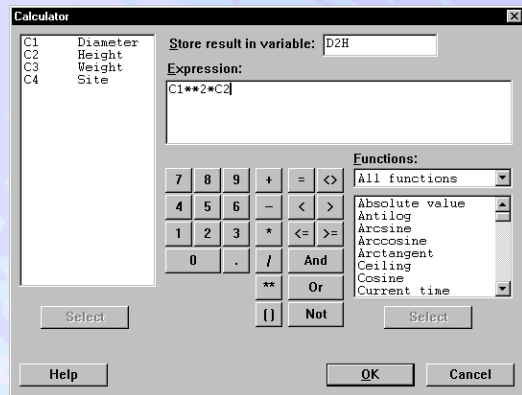 Calculator
C1 Diameter
C2 Height
C3 Weight
C4 Site
Store result in variable: D2H
Expression:
C1**2*C2
Functions:
All functions
7 8 9 + = <>
4 5 6 − < >
1 2 3 * <= >=
0 . / And
** Or
() Not
Absolute value
Antilog
Arcsine
Arccosine
Arctangent
Ceiling
Cosine
Current time
Select
Select
Help
OK
Cancel